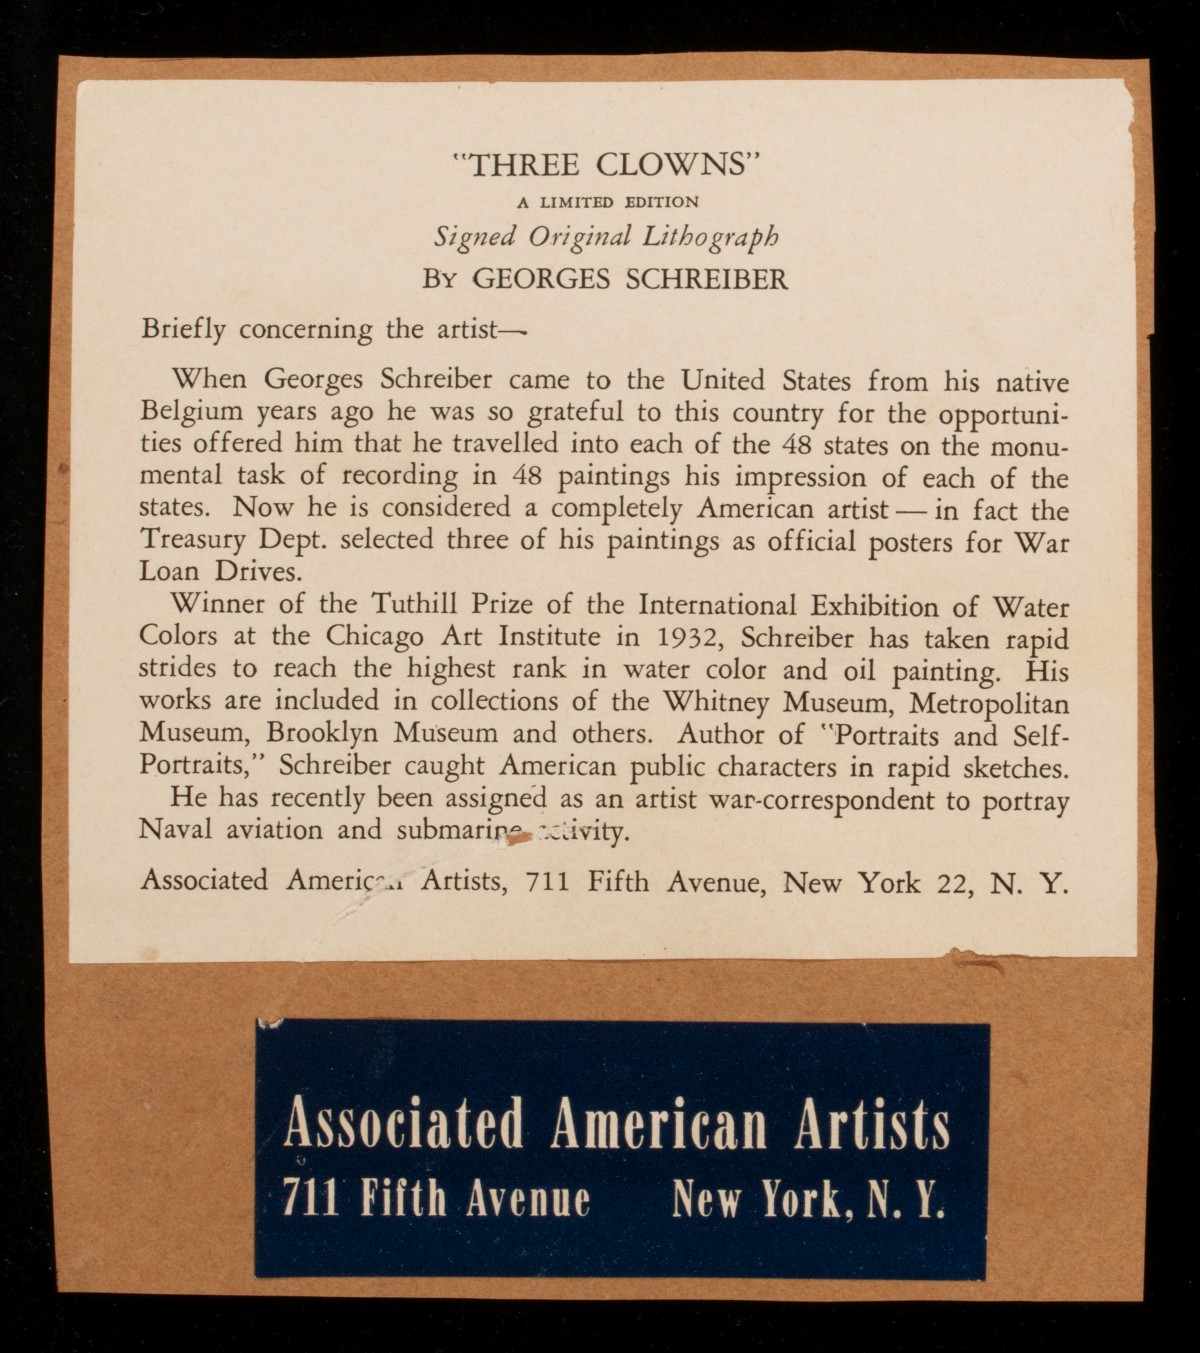 "THREE CLOWNS"
A LIMITED EDITION
Signed Original Lithograph
BY GEORGES SCHREIBER
Briefly concerning the artist—
When Georges Schreiber came to the United States from his native
Belgium years ago he was so grateful to this country for the opportuni-
ties offered him that he travelled into each of the 48 states on the monu-
mental task of recording in 48 paintings his impression of each of the
states. Now he is considered a completely American artist — in fact the
Treasury Dept. selected three of his paintings as official posters for War
Loan Drives.
Winner of the Tuthill Prize of the International Exhibition of Water
Colors at the Chicago Art Institute in 1932, Schreiber has taken rapid
strides to reach the highest rank in water color and oil painting. His
works are included in collections of the Whitney Museum, Metropolitan
Museum, Brooklyn Museum and others. Author of "Portraits and Self-
Portraits," Schreiber caught American public characters in rapid sketches.
He has recently been assigned as an artist war-correspondent to portray
Naval aviation and submarine activity.
Associated American Artists, 711 Fifth Avenue, New York 22, N. Y.
Associated American Artists
711 Fifth Avenue New York, N. Y.